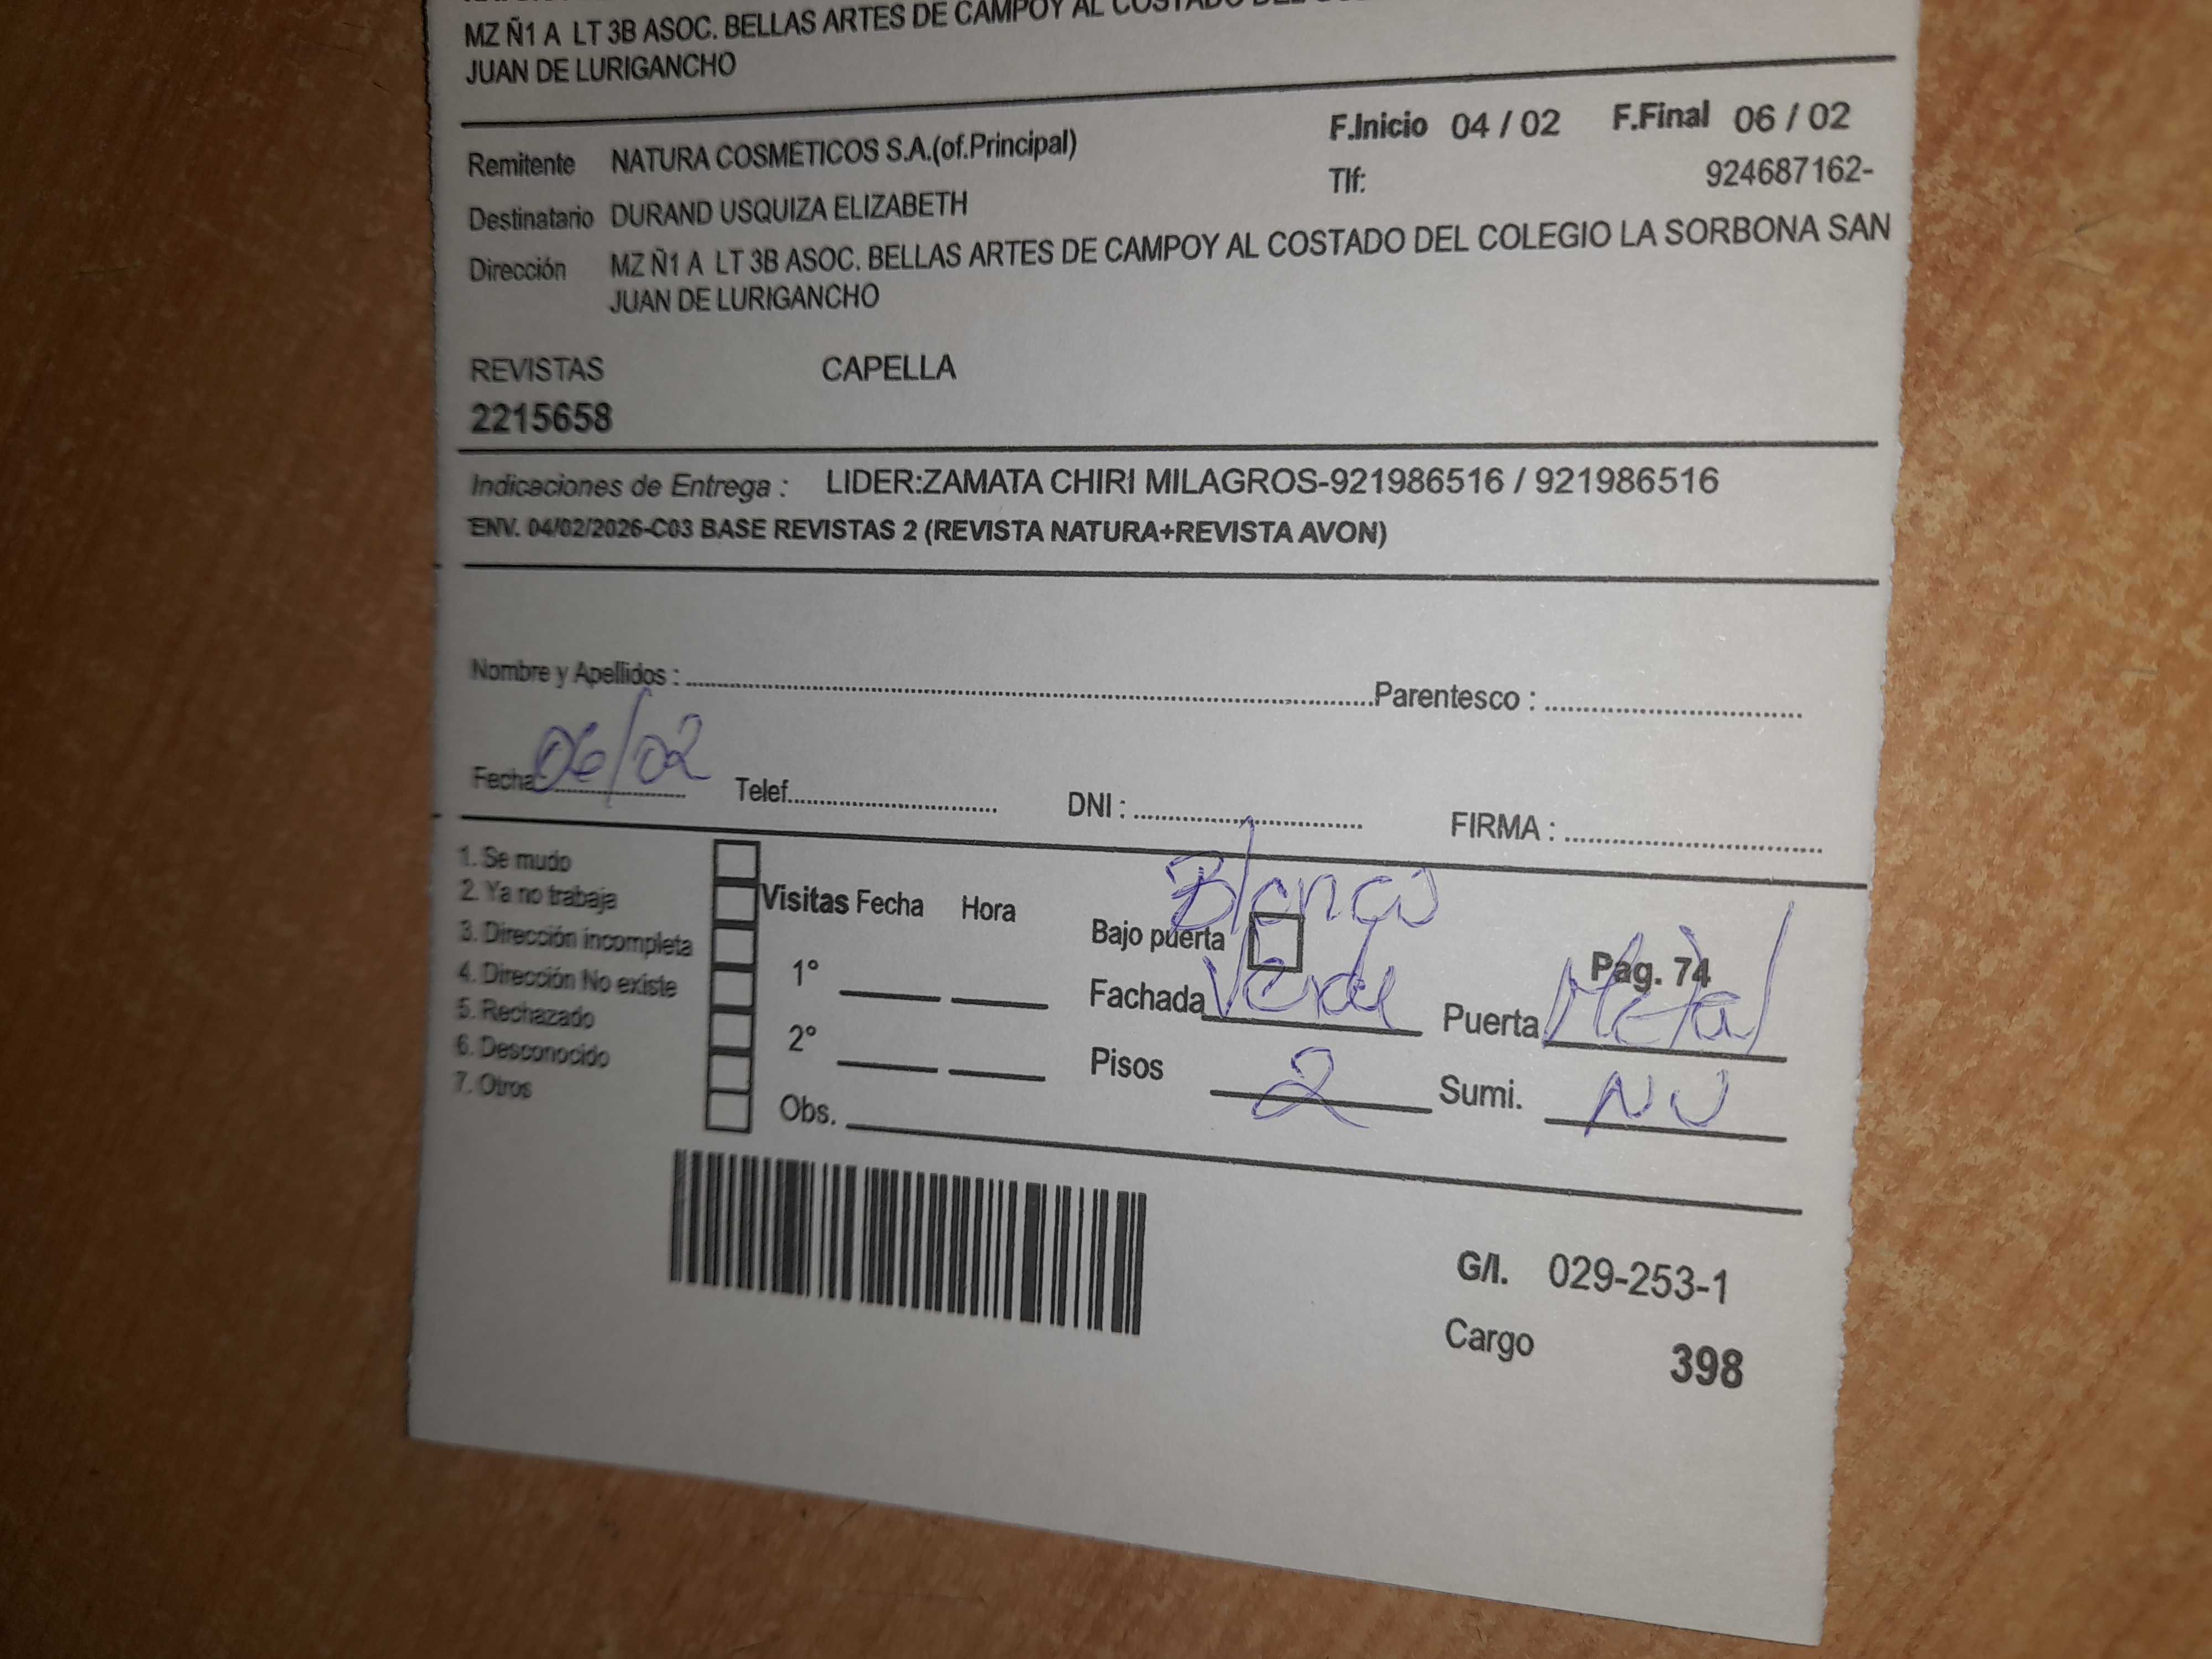 MZ Ñ1 A LT 3B ASOC. BELLAS ARTES DE CAMPOY AL COSTADO
JUAN DE LURIGANCHO
F.Inicio 04 / 02 F.Final 06 / 02
Remitente NATURA COSMETICOS S.A.(of.Principal)
Tlf: 924687162-
Destinatario DURAND USQUIZA ELIZABETH
Dirección MZ Ñ1 A LT 3B ASOC. BELLAS ARTES DE CAMPOY AL COSTADO DEL COLEGIO LA SORBONA SAN
JUAN DE LURIGANCHO
REVISTAS CAPELLA
2215658
Indicaciones de Entrega : LIDER:ZAMATA CHIRI MILAGROS-921986516 / 921986516
ENV. 04/02/2026-C03 BASE REVISTAS 2 (REVISTA NATURA+REVISTA AVON)
Nombre y Apellidos : Parentesco :
Fecha: 06/02 Telef. DNI : FIRMA :
1. Se mudo
2. Ya no trabaja
3. Dirección incompleta
4. Dirección No existe
5. Rechazado
6. Desconocido
7. Otros
Visitas Fecha Hora
1°
2°
Obs.
Blanco
Bajo puerta Pag. 74
Fachada Verde Puerta Metal
Pisos 2 Sumi. NV
G/I. 029-253-1
Cargo 398